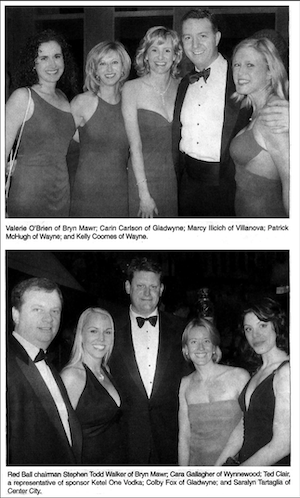 Valerie O'Brien of Bryn Mawr; Carin Carlson of Gladwyne; Marcy Ilicich of Villanova; Patrick
McHugh of Wayne; and Kelly Coomes of Wayne.
Red Ball chairman Stephen Todd Walker of Bryn Mawr; Cara Gallagher of Wynnewood; Ted Clair,
a representative of sponsor Ketel One Vodka; Colby Fox of Gladwyne; and Saralyn Tartaglia of
Center City.